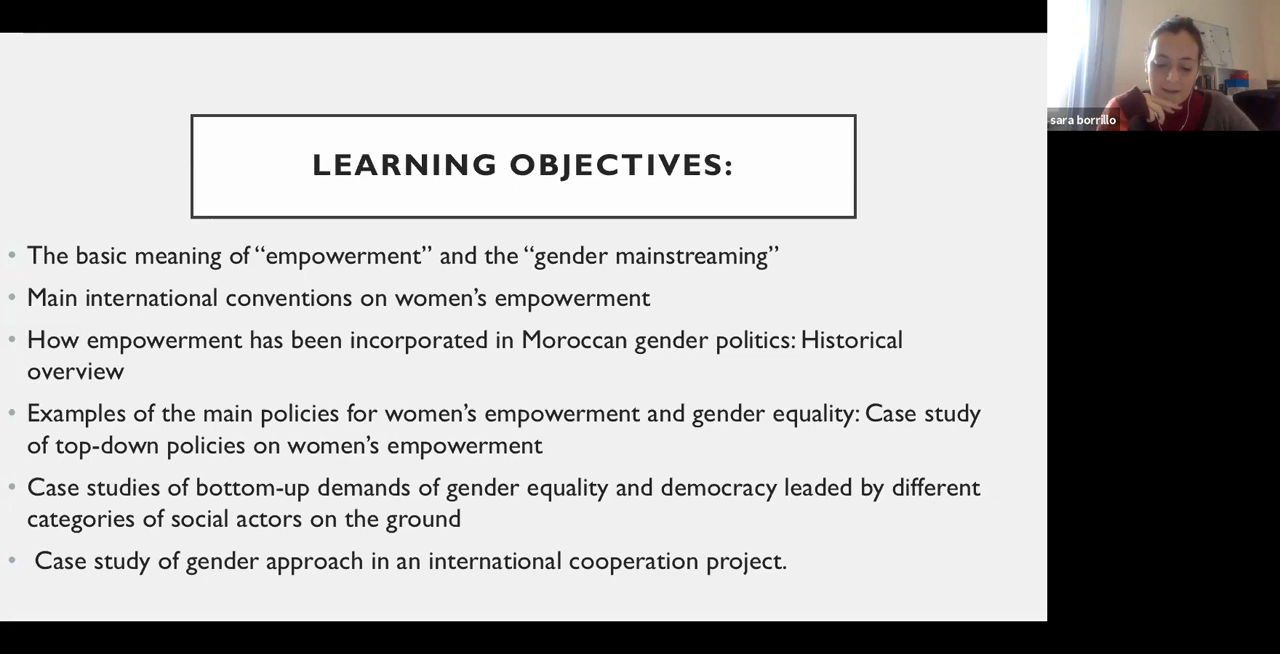 LEARNING OBJECTIVES:
• The basic meaning of “empowerment” and the “gender mainstreaming”
• Main international conventions on women’s empowerment
• How empowerment has been incorporated in Moroccan gender politics: Historical
overview
• Examples of the main policies for women’s empowerment and gender equality: Case study
of top-down policies on women’s empowerment
• Case studies of bottom-up demands of gender equality and democracy leaded by different
categories of social actors on the ground
• Case study of gender approach in an international cooperation project.
sara borrillo